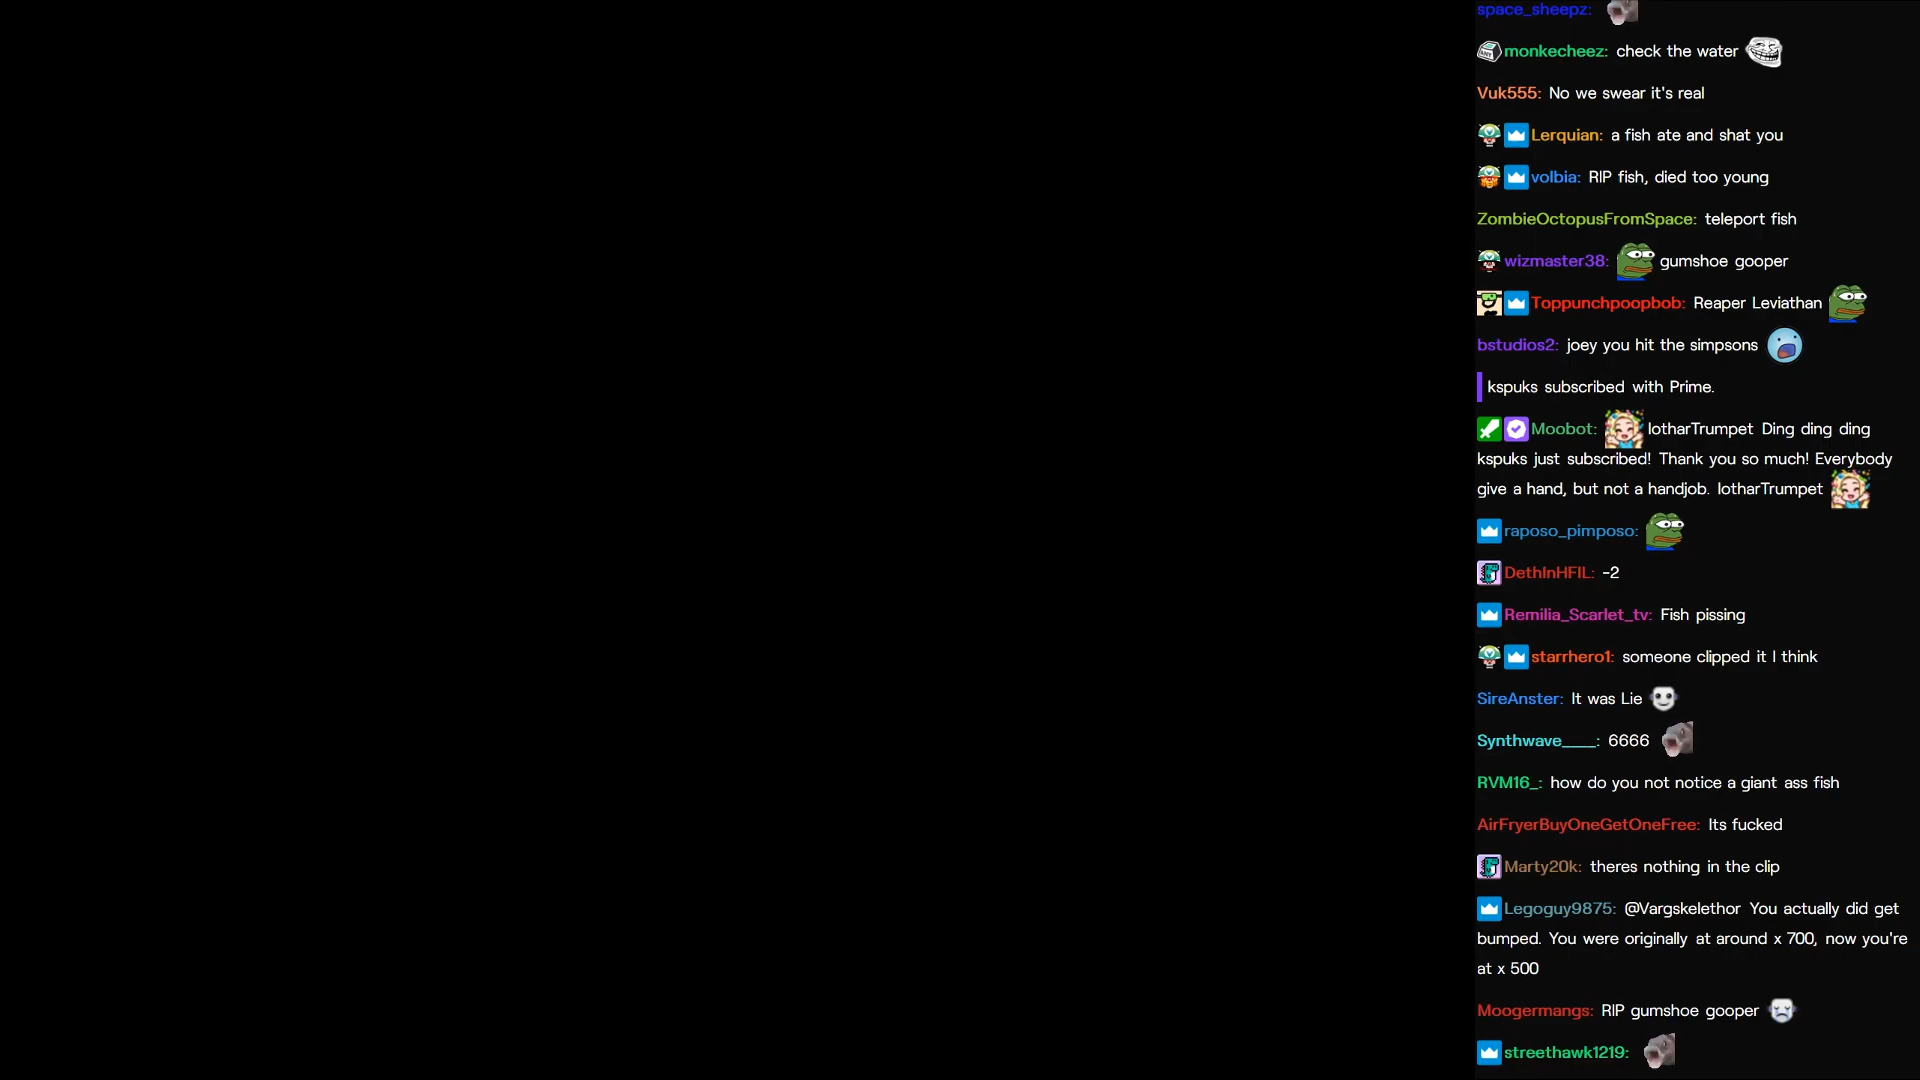 space_sheepz:
monkecheez: check the water
Vuk555: No we swear it's real
Lerquian: a fish ate and shat you
volbia: RIP fish, died too young
ZombieOctopusFromSpace: teleport fish
wizmaster38: gumshoe gooper
Toppunchpoopbob: Reaper Leviathan
bstudios2: joey you hit the simpsons
kspuks subscribed with Prime.
Moobot: lotharTrumpet Ding ding ding
kspuks just subscribed! Thank you so much! Everybody
give a hand, but not a handjob. lotharTrumpet
raposo_pimposo:
DethInHFIL: -2
Remilia_Scarlet_tv: Fish pissing
starrhero1: someone clipped it I think
SireAnster: It was Lie
Synthwave____: 6666
RVM16_: how do you not notice a giant ass fish
AirFryerBuyOneGetOneFree: Its fucked
Marty20k: theres nothing in the clip
Legoguy9875: @Vargskelethor You actually did get
bumped. You were originally at around x 700, now you're
at x 500
Moogermangs: RIP gumshoe gooper
streethawk1219: